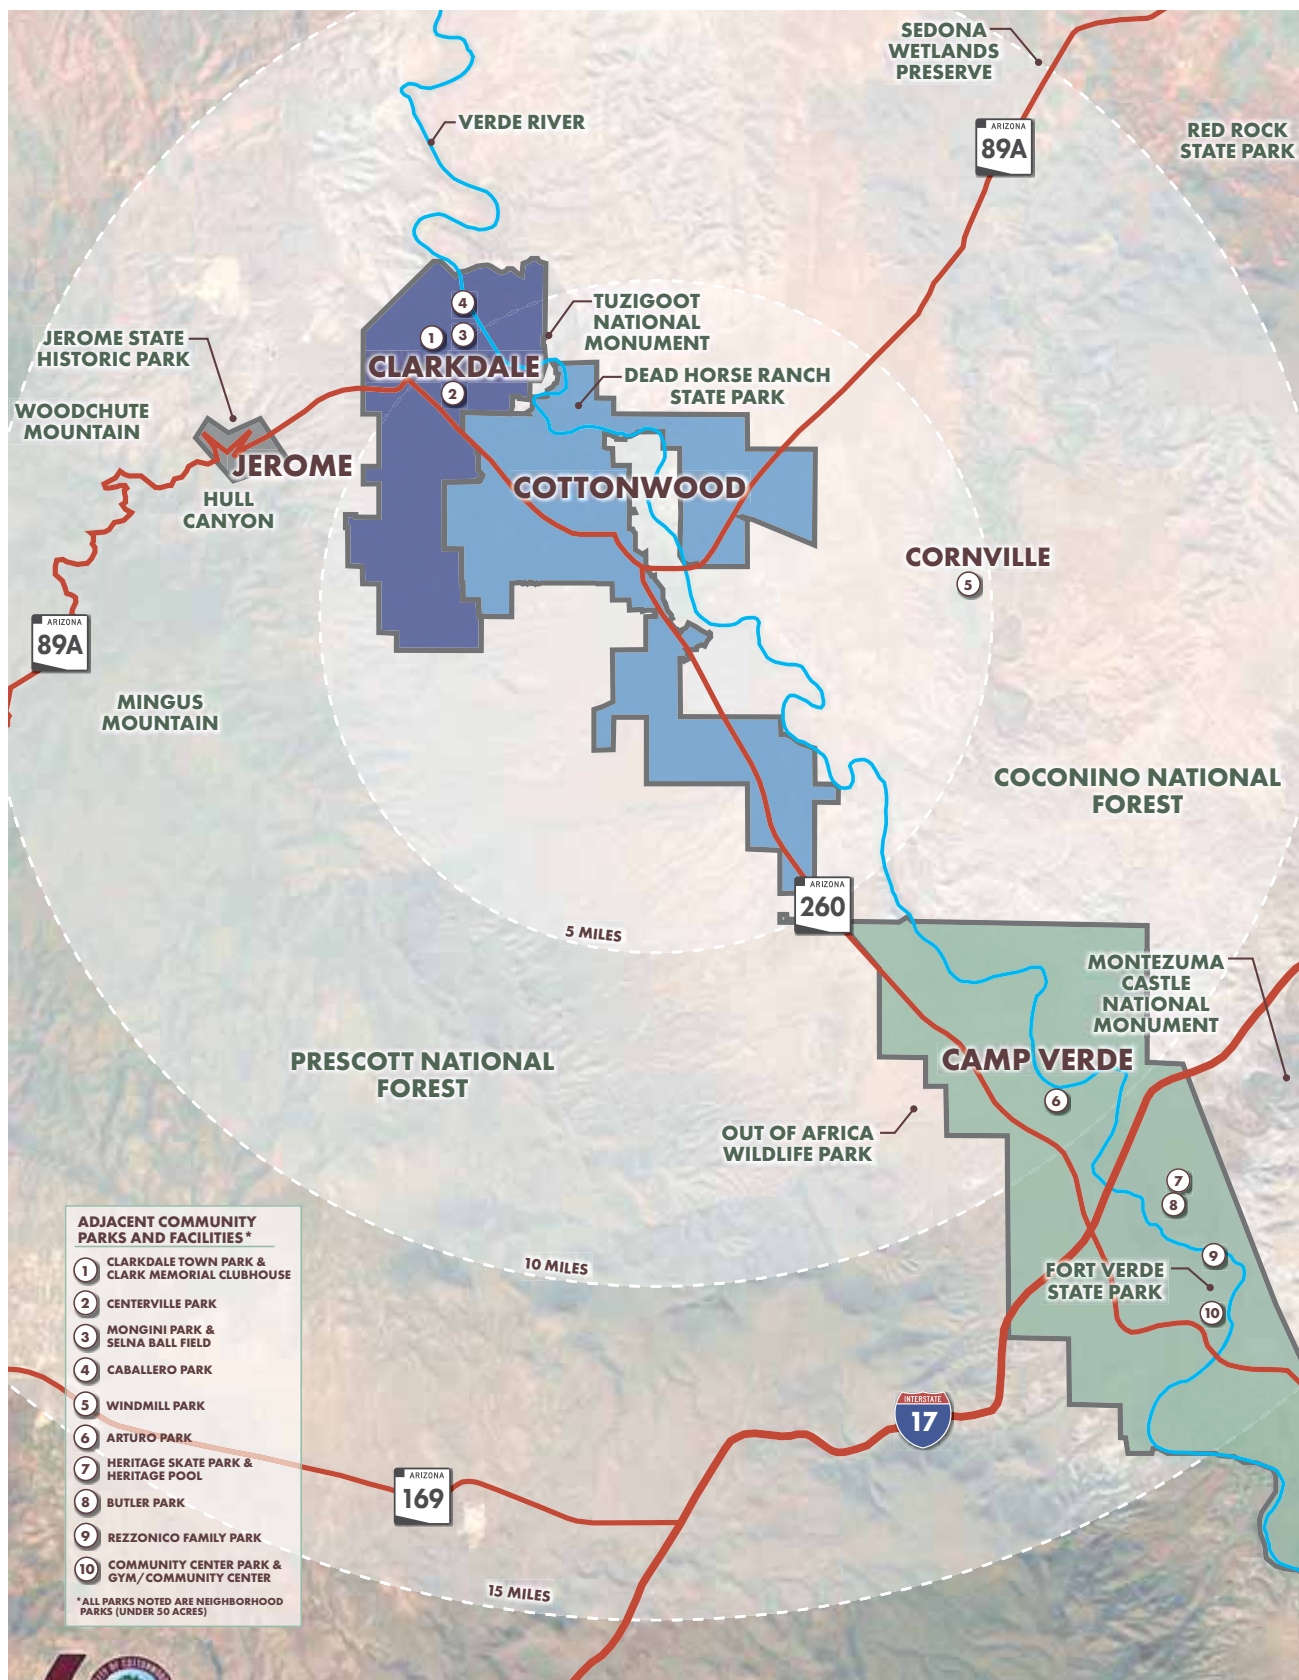 SEDONA
WETLANDS
PRESERVE
VERDE RIVER
ARIZONA
89A
RED ROCK
STATE PARK
4
TUZIGOOT
NATIONAL
MONUMENT
1
3
JEROME STATE
HISTORIC PARK
CLARKDALE
DEAD HORSE RANCH
STATE PARK
2
WOODCHUTE
MOUNTAIN
JEROME
HULL
CANYON
COTTONWOOD
CORNVILLE
5
ARIZONA
89A
MINGUS
MOUNTAIN
COCONINO NATIONAL
FOREST
ARIZONA
260
5 MILES
MONTEZUMA
CASTLE
NATIONAL
MONUMENT
PRESCOTT NATIONAL
FOREST
CAMP VERDE
6
OUT OF AFRICA
WILDLIFE PARK
7
8
9
10 MILES
FORT VERDE
STATE PARK
10
ADJACENT COMMUNITY
PARKS AND FACILITIES*
1 CLARKDALE TOWN PARK &
CLARK MEMORIAL CLUBHOUSE
2 CENTERVILLE PARK
3 MONGINI PARK &
SELNA BALL FIELD
4 CABALLERO PARK
5 WINDMILL PARK
6 ARTURO PARK
7 HERITAGE SKATE PARK &
HERITAGE POOL
8 BUTLER PARK
9 REZZONICO FAMILY PARK
10 COMMUNITY CENTER PARK &
GYM/COMMUNITY CENTER
*ALL PARKS NOTED ARE NEIGHBORHOOD
PARKS (UNDER 50 ACRES)
INTERSTATE
17
ARIZONA
169
15 MILES